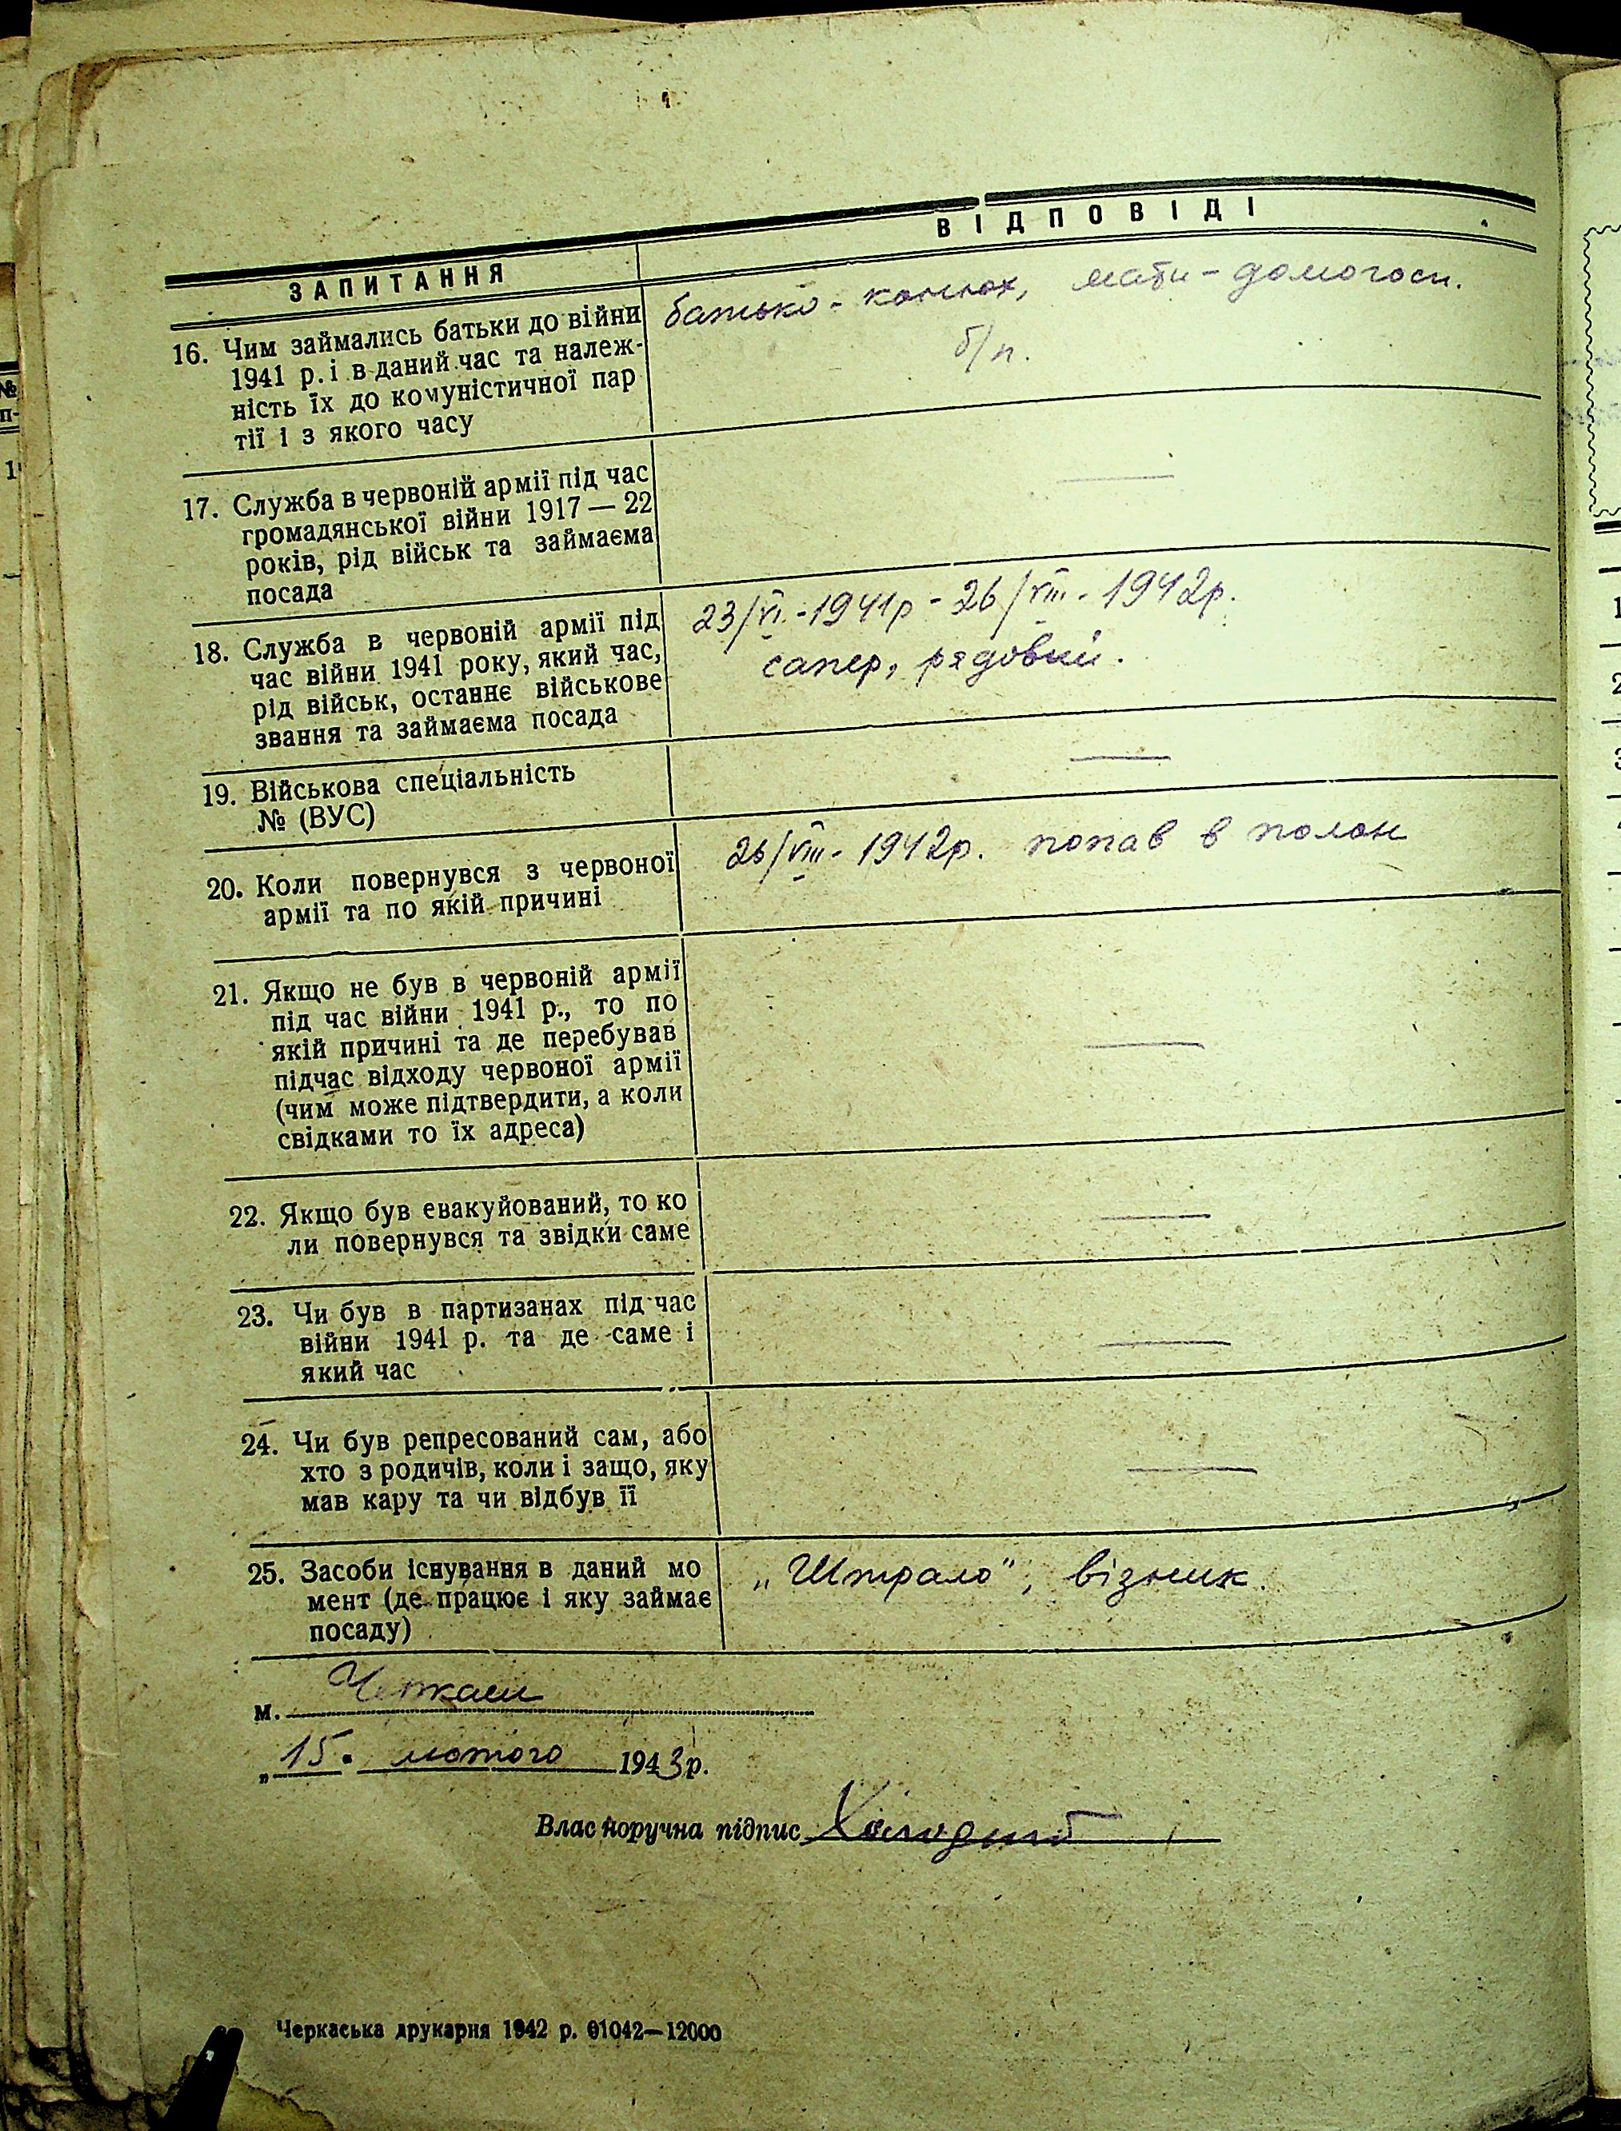 ЗАПИТАННЯ
ВІДПОВІДІ
16. Чим займались батьки до війни
1941 р. і в даний час та належ-
ність їх до комуністичної пар
тії і з якого часу
батько - конюх, мати - домогосп.
б/п.
17. Служба в червоній армії під час
громадянської війни 1917 — 22
років, рід військ та займаєма
посада
—
18. Служба в червоній армії під
час війни 1941 року, який час,
рід військ, останнє військове
звання та займаєма посада
23/VI - 1941р - 26/VIII - 1942р.
сапер, рядовий.
19. Військова спеціальність
№ (ВУС)
—
20. Коли повернувся з червоної
армії та по якій причині
26/VIII - 1942р. попав в полон
21. Якщо не був в червоній армії
під час війни 1941 р., то по
якій причині та де перебував
підчас відходу червоної армії
(чим може підтвердити, а коли
свідками то їх адреса)
—
22. Якщо був евакуйований, то ко
ли повернувся та звідки саме
—
23. Чи був в партизанах під час
війни 1941 р. та де саме і
який час
—
24. Чи був репресований сам, або
хто з родичів, коли і защо, яку
мав кару та чи відбув її
—
25. Засоби існування в даний мо
мент (де працює і яку займає
посаду)
„Штрало", візник.
м. Черкаси
„15. лютого 1943 р.
Власноручна підпис Холодний
Черкаська друкарня 1942 р. 01042—12000